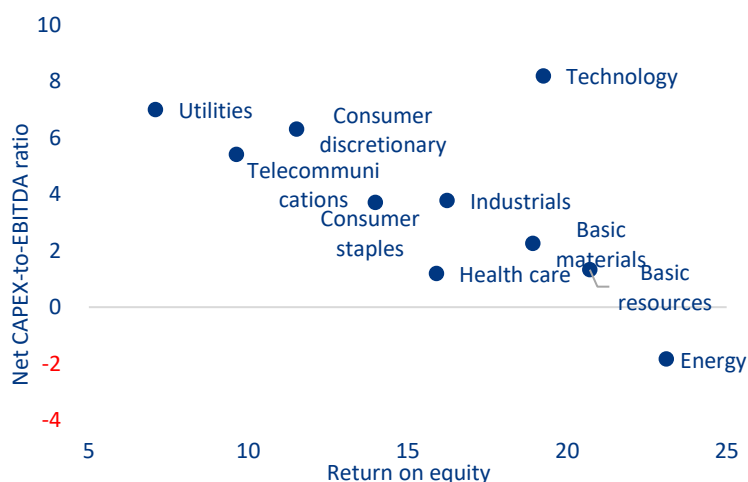 10
8
6
4
2
0
-2
-4
Net CAPEX-to-EBITDA ratio
Technology
Utilities
Consumer
discretionary
Telecommuni
cations
Consumer
staples
Industrials
Basic
materials
Health care
Basic
resources
Energy
5
10
15
20
25
Return on equity